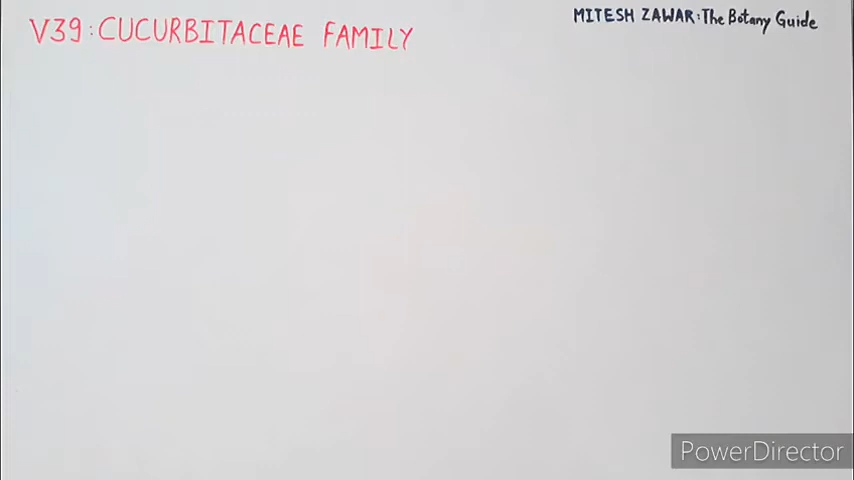 V39: CUCURBITACEAE FAMILY
MITESH ZAWAR: The Botany Guide
PowerDirector